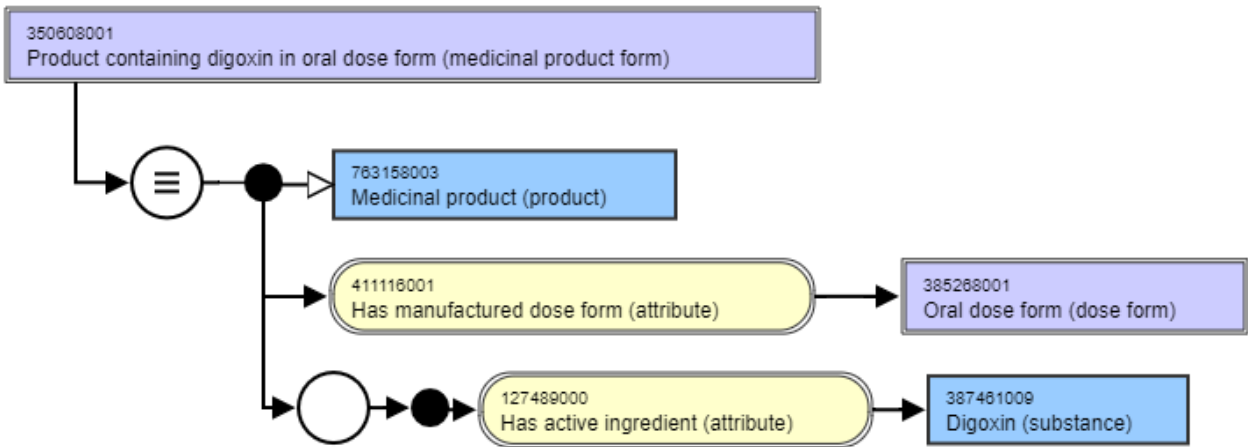 350608001
Product containing digoxin in oral dose form (medicinal product form)
763158003
Medicinal product (product)
411116001
Has manufactured dose form (attribute)
385268001
Oral dose form (dose form)
127489000
Has active ingredient (attribute)
387461009
Digoxin (substance)